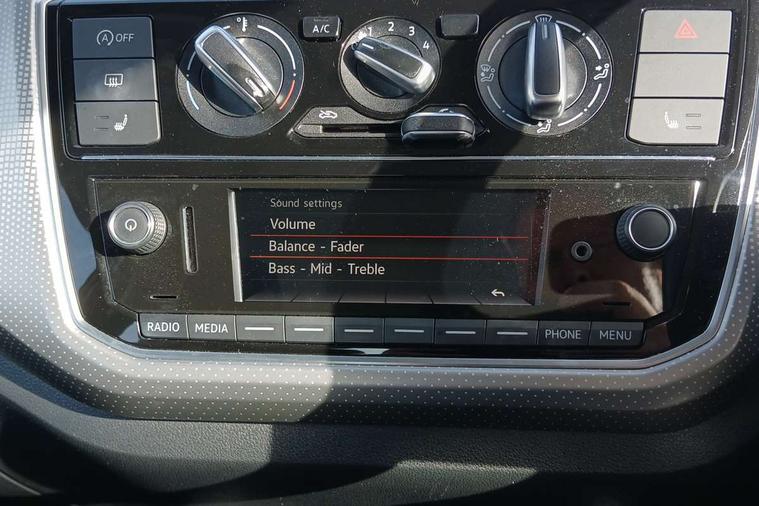 A OFF
A/C
1 2 3 4
Sound settings
Volume
Balance - Fader
Bass - Mid - Treble
RADIO MEDIA PHONE MENU